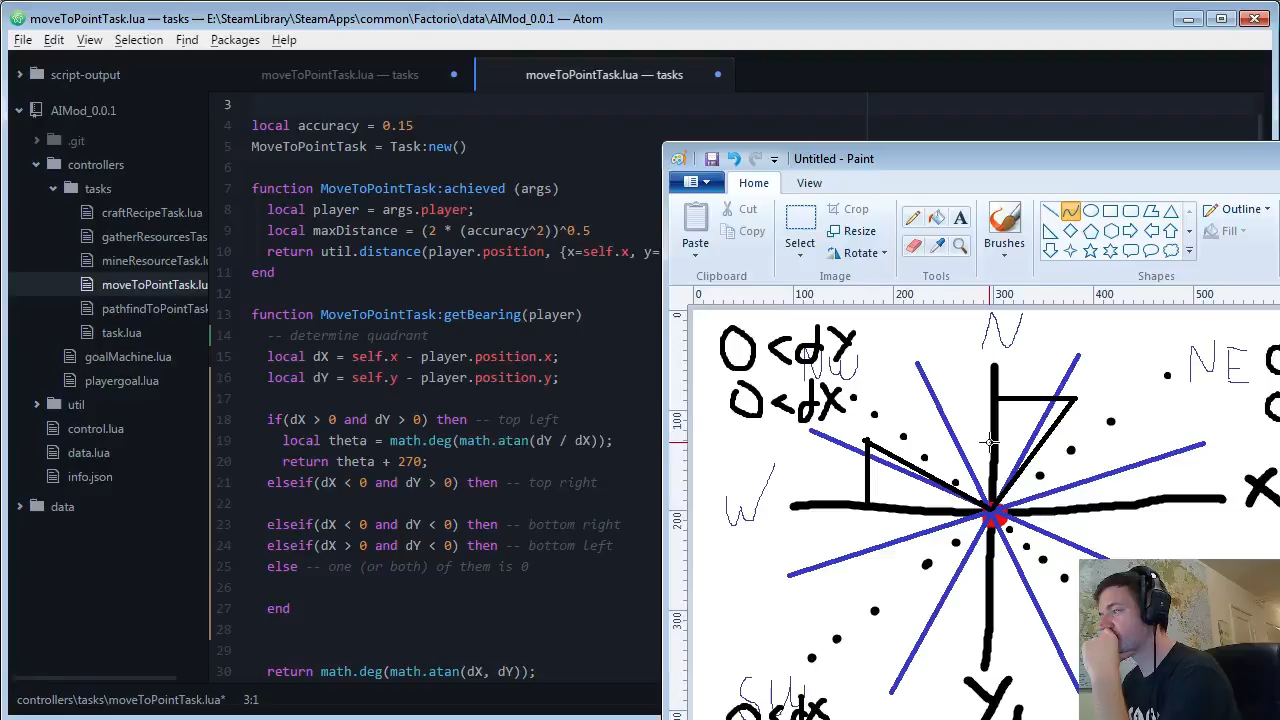 moveToPointTask.lua — tasks — E:\SteamLibrary\SteamApps\common\Factorio\data\AIMod_0.0.1 — Atom
File Edit View Selection Find Packages Help
script-output
AIMod_0.0.1
.git
controllers
tasks
craftRecipeTask.lua
gatherResourcesTas
mineResourceTask.lu
moveToPointTask.lu
pathfindToPointTask
task.lua
goalMachine.lua
playergoal.lua
util
control.lua
data.lua
info.json
data
moveToPointTask.lua — tasks moveToPointTask.lua — tasks
3
4 local accuracy = 0.15
5 MoveToPointTask = Task:new()
6
7 function MoveToPointTask:achieved (args)
8 local player = args.player;
9 local maxDistance = (2 * (accuracy^2))^0.5
10 return util.distance(player.position, {x=self.x, y=
11 end
12
13 function MoveToPointTask:getBearing(player)
14 -- determine quadrant
15 local dX = self.x - player.position.x;
16 local dY = self.y - player.position.y;
17
18 if(dX > 0 and dY > 0) then -- top left
19 local theta = math.deg(math.atan(dY / dX));
20 return theta + 270;
21 elseif(dX < 0 and dY > 0) then -- top right
22
23 elseif(dX < 0 and dY < 0) then -- bottom right
24 elseif(dX > 0 and dY < 0) then -- bottom left
25 else -- one (or both) of them is 0
26
27 end
28
29
30 return math.deg(math.atan(dX, dY));
controllers\tasks\moveToPointTask.lua* 3:1
Untitled - Paint
Home View
Paste
Cut
Copy
Clipboard
Select
Crop
Resize
Rotate
Image
Tools
Brushes
Shapes
Outline
Fill
0 100 200 300 400 500
0
100
200
300
N
0<dY
NW
0<dX
NE
W
X
SW
0<dX
Y